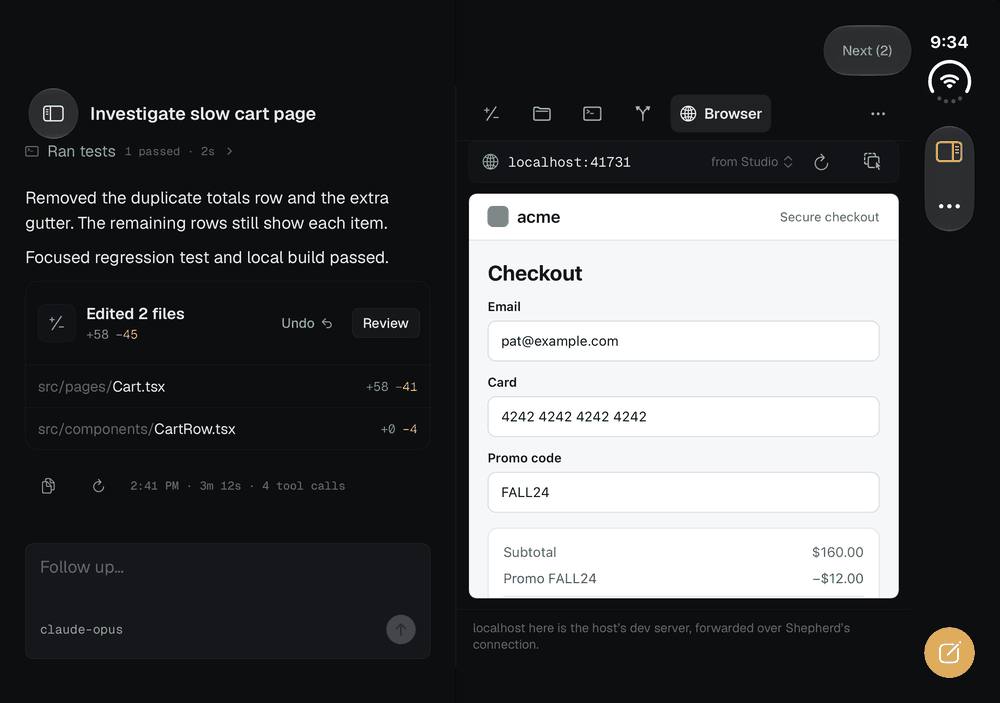 Next (2)
9:34
Investigate slow cart page
Ran tests 1 passed · 2s
Removed the duplicate totals row and the extra
gutter. The remaining rows still show each item.
Focused regression test and local build passed.
Edited 2 files
+58 −45
Undo
Review
src/pages/Cart.tsx +58 −41
src/components/CartRow.tsx +0 −4
2:41 PM · 3m 12s · 4 tool calls
Follow up…
claude-opus
Browser
localhost:41731
from Studio
acme
Secure checkout
Checkout
Email
pat@example.com
Card
4242 4242 4242 4242
Promo code
FALL24
Subtotal $160.00
Promo FALL24 −$12.00
localhost here is the host's dev server, forwarded over Shepherd's
connection.